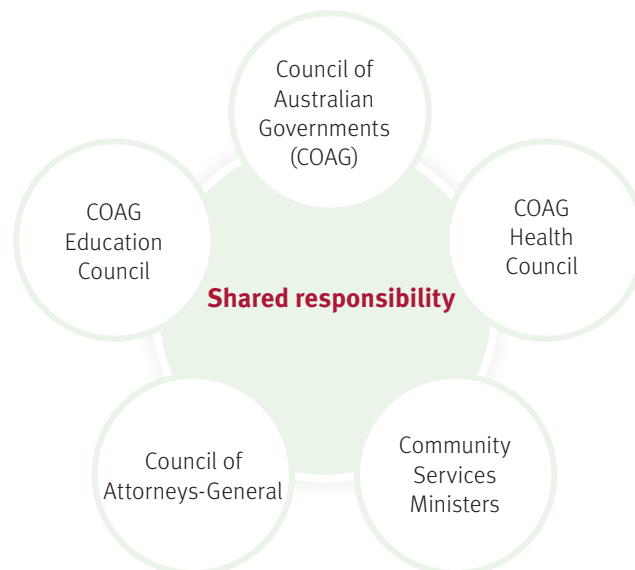 Council of
Australian
Governments
(COAG)
COAG
Education
Council
COAG
Health
Council
Shared responsibility
Council of
Attorneys-General
Community
Services
Ministers